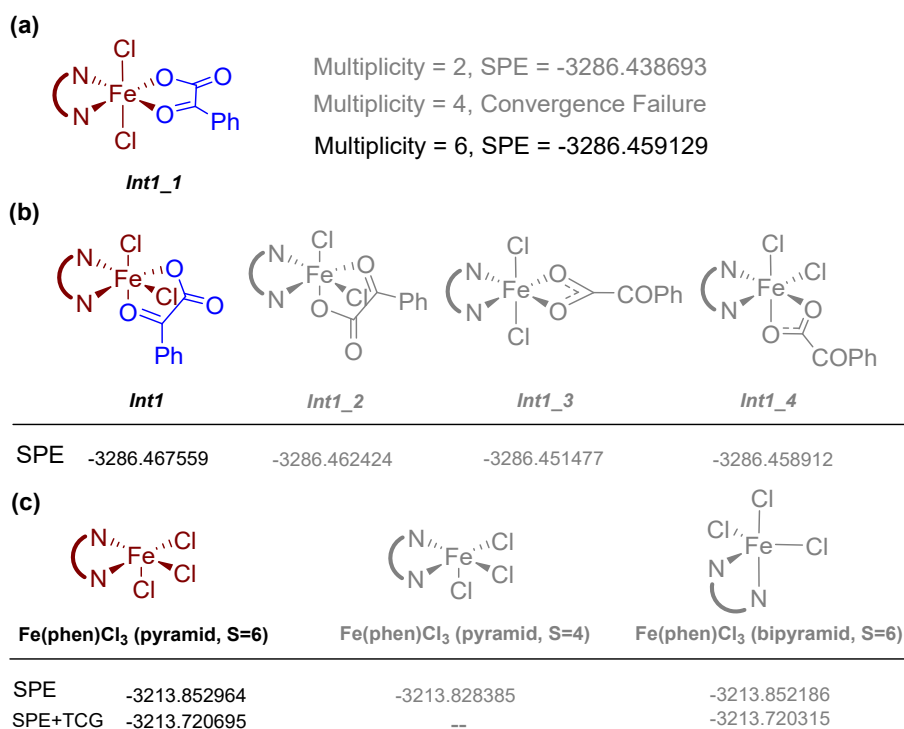 (a)
Cl
N
N
Fe
O
O
O
Ph
Cl
Int1_1
Multiplicity = 2, SPE = -3286.438693
Multiplicity = 4, Convergence Failure
Multiplicity = 6, SPE = -3286.459129
(b)
Cl
N
N
Fe
O
Cl
O
O
Ph
Int1
Cl
N
N
Fe
O
Cl
O
Ph
O
Int1_2
Cl
N
N
Fe
O
O
COPh
Cl
Int1_3
Cl
Cl
N
N
Fe
O
O
COPh
Int1_4
SPE -3286.467559 -3286.462424 -3286.451477 -3286.458912
(c)
N
N
Fe
Cl
Cl
Cl
Fe(phen)Cl₃ (pyramid, S=6)
N
N
Fe
Cl
Cl
Cl
Fe(phen)Cl₃ (pyramid, S=4)
Cl
Cl
Fe
Cl
N
N
Fe(phen)Cl₃ (bipyramid, S=6)
SPE -3213.852964 -3213.828385 -3213.852186
SPE+TCG -3213.720695 -- -3213.720315